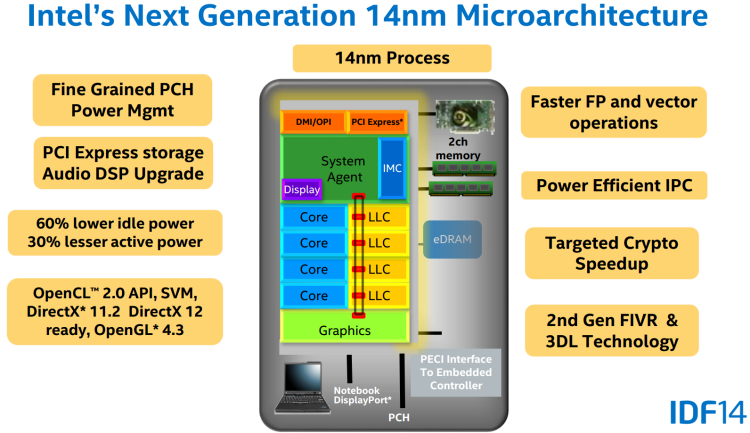 Intel's Next Generation 14nm Microarchitecture
14nm Process
Fine Grained PCH
Power Mgmt
PCI Express storage
Audio DSP Upgrade
60% lower idle power
30% lesser active power
OpenCL™ 2.0 API, SVM,
DirectX* 11.2 DirectX 12
ready, OpenGL* 4.3
DMI/OPI
PCI Express*
System
Agent
IMC
Display
Core
LLC
Core
LLC
Core
LLC
Core
LLC
Graphics
2ch
memory
eDRAM
Notebook
DisplayPort*
PCH
PECI Interface
To Embedded
Controller
Faster FP and vector
operations
Power Efficient IPC
Targeted Crypto
Speedup
2nd Gen FIVR &
3DL Technology
IDF14